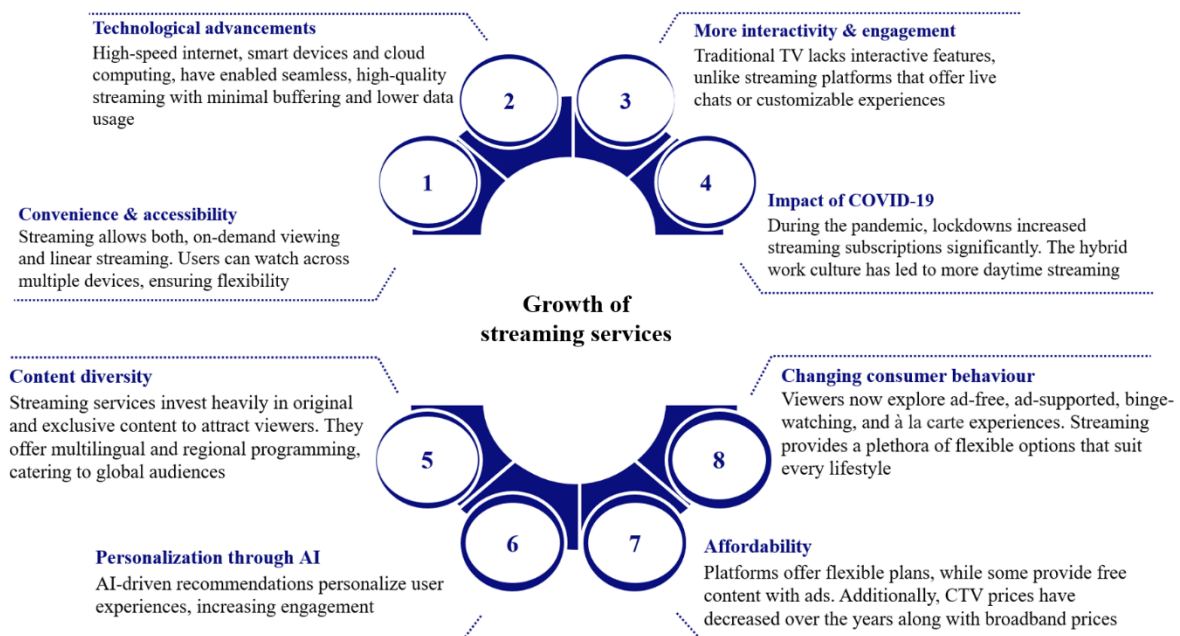 Technological advancements
High-speed internet, smart devices and cloud
computing, have enabled seamless, high-quality
streaming with minimal buffering and lower data
usage
More interactivity & engagement
Traditional TV lacks interactive features,
unlike streaming platforms that offer live
chats or customizable experiences
2
3
1
4
Convenience & accessibility
Streaming allows both, on-demand viewing
and linear streaming. Users can watch across
multiple devices, ensuring flexibility
Impact of COVID-19
During the pandemic, lockdowns increased
streaming subscriptions significantly. The hybrid
work culture has led to more daytime streaming
Growth of
streaming services
Content diversity
Streaming services invest heavily in original
and exclusive content to attract viewers. They
offer multilingual and regional programming,
catering to global audiences
Changing consumer behaviour
Viewers now explore ad-free, ad-supported, binge-
watching, and à la carte experiences. Streaming
provides a plethora of flexible options that suit
every lifestyle
5
8
6
7
Personalization through AI
AI-driven recommendations personalize user
experiences, increasing engagement
Affordability
Platforms offer flexible plans, while some provide free
content with ads. Additionally, CTV prices have
decreased over the years along with broadband prices